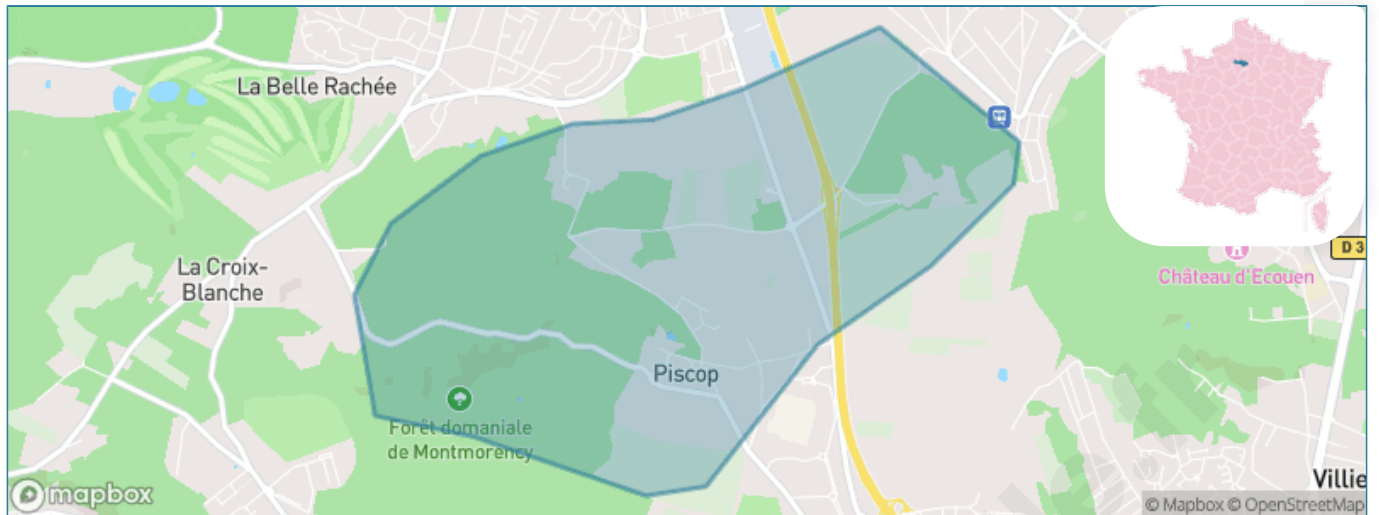 La Belle Rachée
La Croix-
Blanche
Piscop
Forêt domaniale
de Montmorency
Château d'Ecouen
D 3
Villie
mapbox
© Mapbox © OpenStreetMap